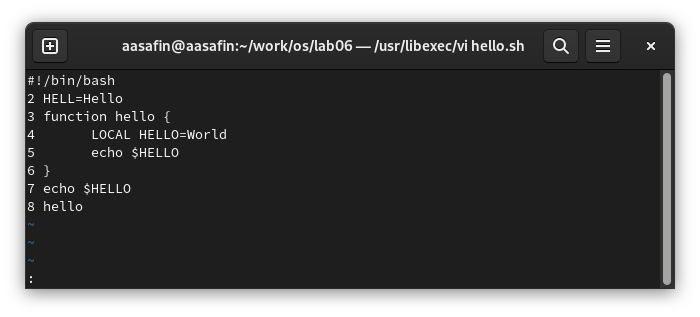 aasafin@aasafin:~/work/os/lab06 — /usr/libexec/vi hello.sh
#!/bin/bash
2 HELL=Hello
3 function hello {
4       LOCAL HELLO=World
5       echo $HELLO
6 }
7 echo $HELLO
8 hello
~
~
~
: